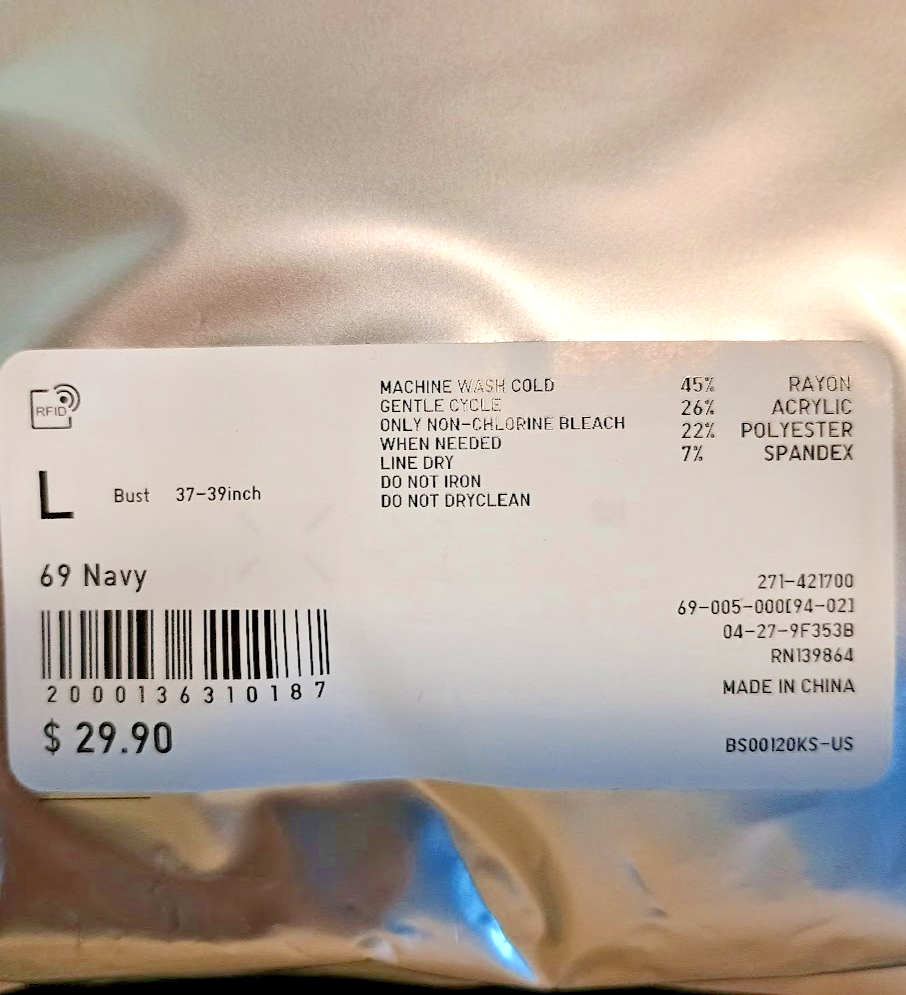 RFID
MACHINE WASH COLD
GENTLE CYCLE
ONLY NON-CHLORINE BLEACH
WHEN NEEDED
LINE DRY
DO NOT IRON
DO NOT DRYCLEAN
45% RAYON
26% ACRYLIC
22% POLYESTER
7% SPANDEX
L Bust 37-39inch
69 Navy
2000136310187
$ 29.90
271-421700
69-005-000[94-02]
04-27-9F353B
RN139864
MADE IN CHINA
BS00120KS-US